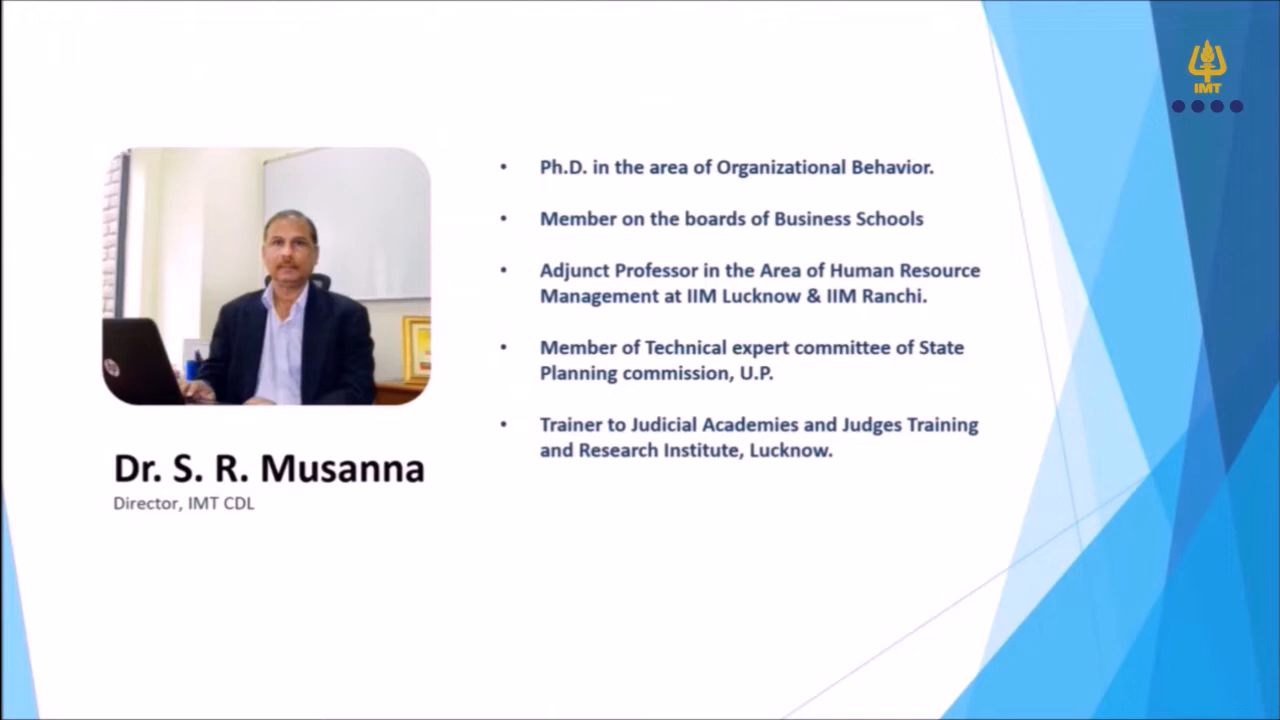 IMT
• Ph.D. in the area of Organizational Behavior.
• Member on the boards of Business Schools
• Adjunct Professor in the Area of Human Resource
Management at IIM Lucknow & IIM Ranchi.
• Member of Technical expert committee of State
Planning commission, U.P.
• Trainer to Judicial Academies and Judges Training
and Research Institute, Lucknow.
Dr. S. R. Musanna
Director, IMT CDL